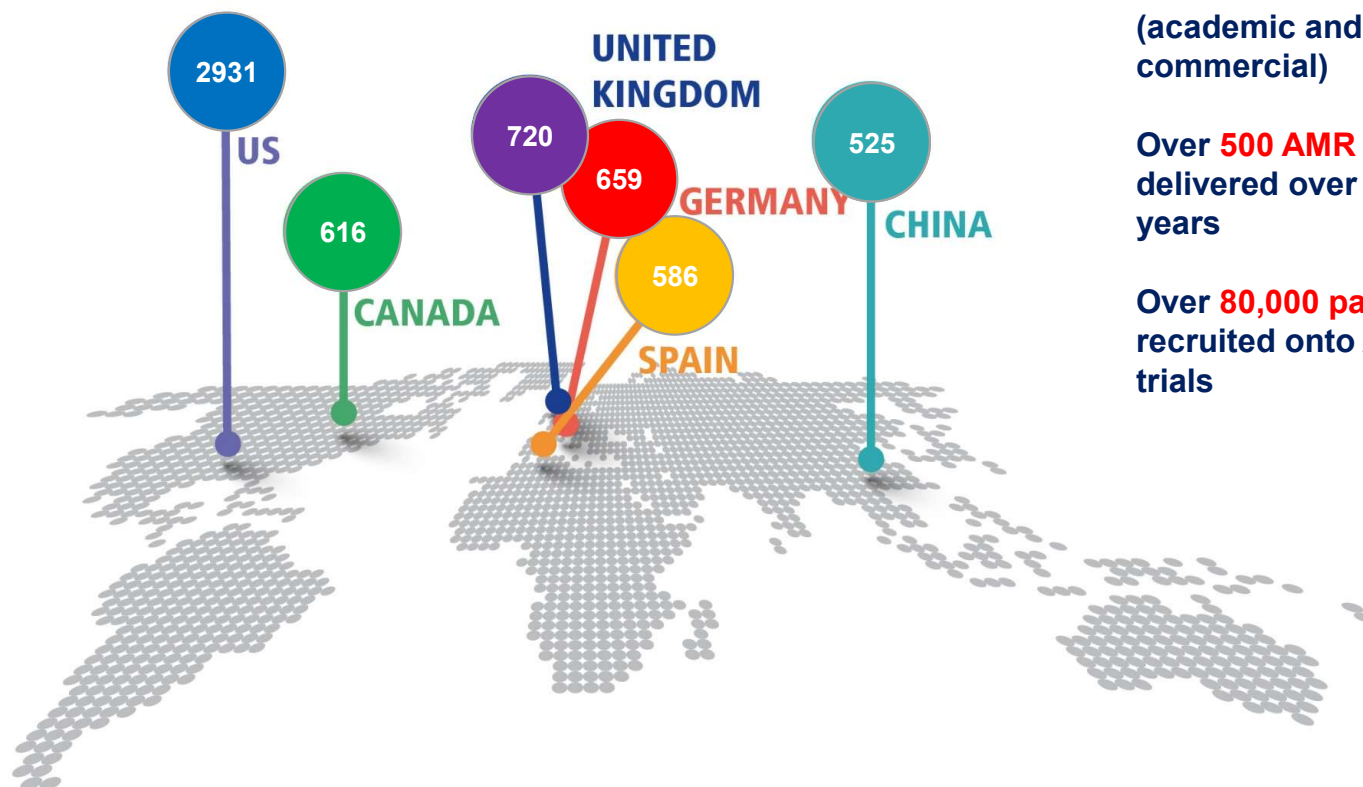 2931
US
616
CANADA
UNITED
KINGDOM
720
659
GERMANY
586
SPAIN
525
CHINA
(academic and
commercial)
Over 500 AMR
delivered over
years
Over 80,000 pa
recruited onto
trials